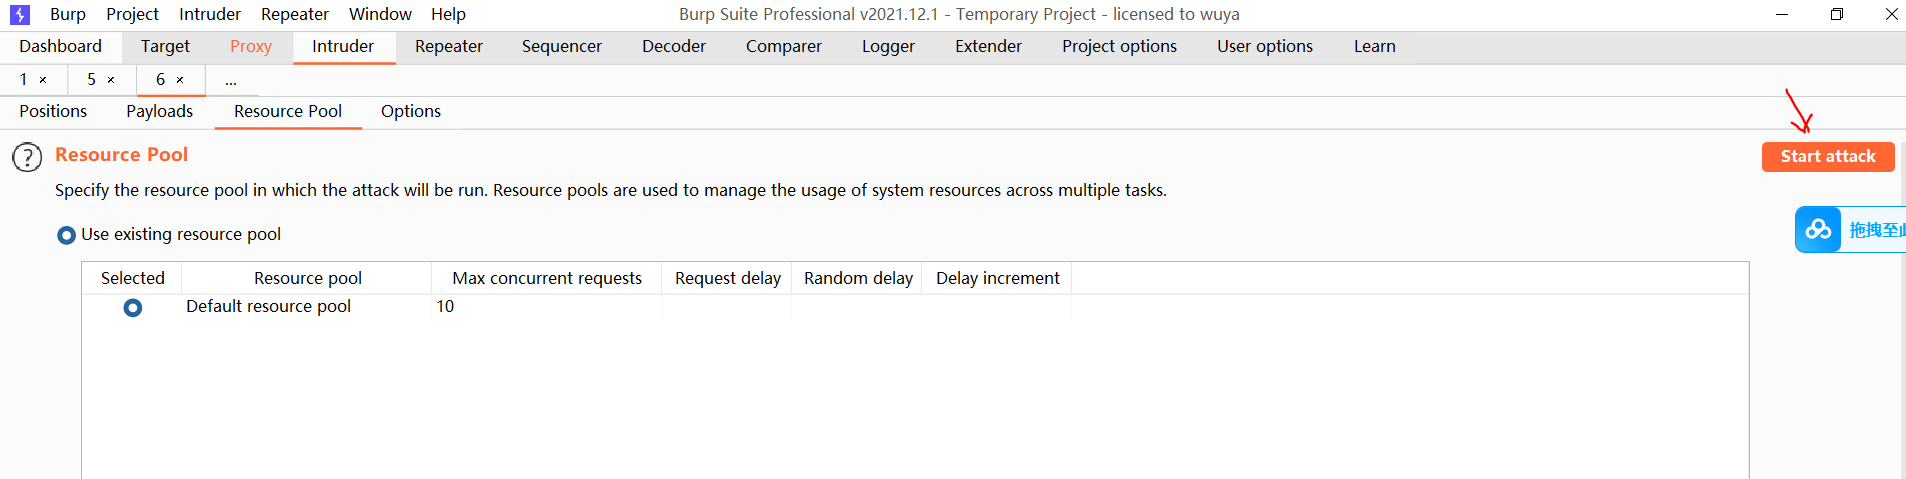 Burp Project Intruder Repeater Window Help Burp Suite Professional v2021.12.1 - Temporary Project - licensed to wuya
Dashboard Target Proxy Intruder Repeater Sequencer Decoder Comparer Logger Extender Project options User options Learn
1 × 5 × 6 × ...
Positions Payloads Resource Pool Options
? Resource Pool
Start attack
Specify the resource pool in which the attack will be run. Resource pools are used to manage the usage of system resources across multiple tasks.
拖拽至
Use existing resource pool
Selected Resource pool Max concurrent requests Request delay Random delay Delay increment
Default resource pool 10